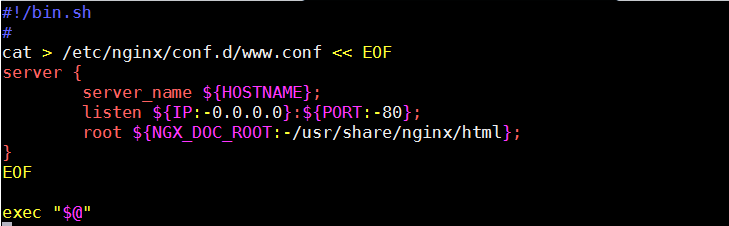 #!/bin.sh
#
cat > /etc/nginx/conf.d/www.conf << EOF
server {
        server_name ${HOSTNAME};
        listen ${IP:-0.0.0.0}:${PORT:-80};
        root ${NGX_DOC_ROOT:-/usr/share/nginx/html};
}
EOF

exec "$@"